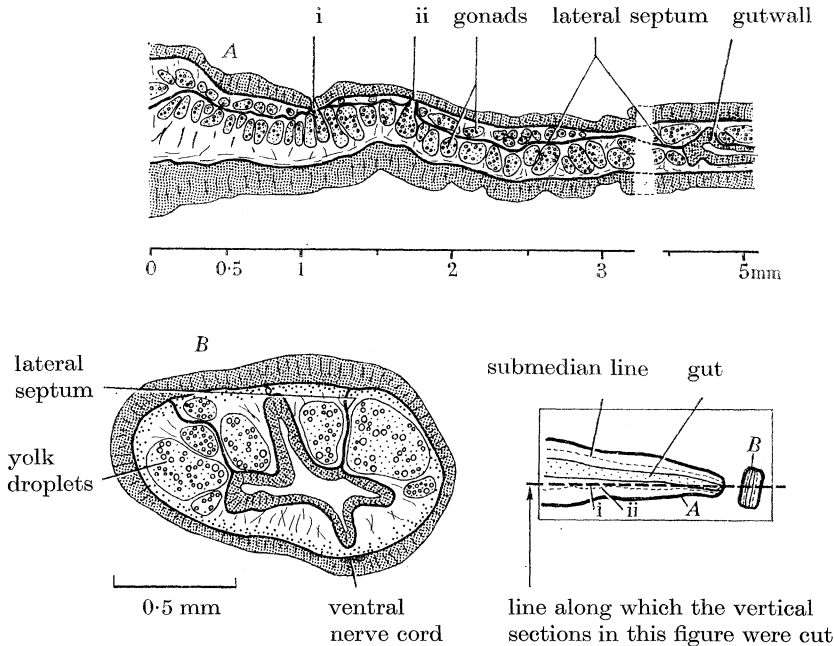 i ii gonads lateral septum gutwall
A
0 0·5 1 2 3 5mm
B
lateral
septum
yolk
droplets
0·5 mm
ventral
nerve cord
submedian line gut
B
i ii A
line along which the vertical
sections in this figure were cut